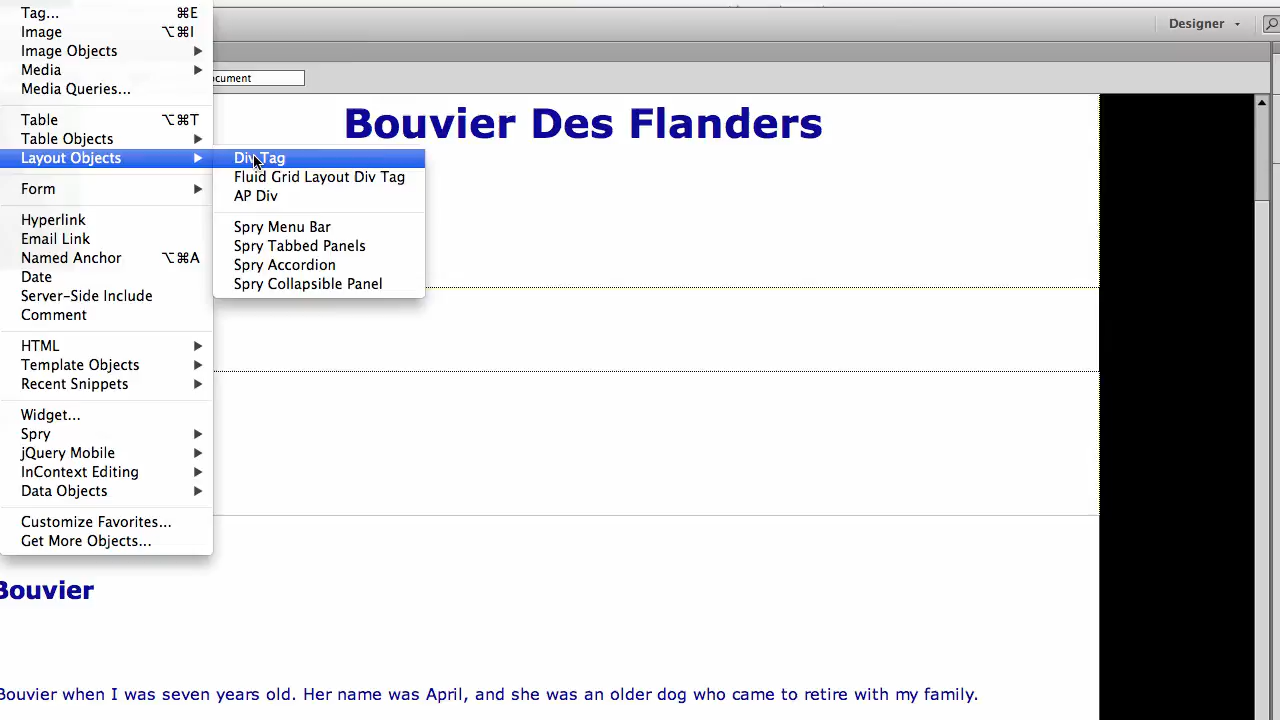 Tag... ⌘E
Image ⌥⌘I
Image Objects
Media
Media Queries...
Table ⌥⌘T
Table Objects
Layout Objects
Form
Hyperlink
Email Link
Named Anchor ⌥⌘A
Date
Server-Side Include
Comment
HTML
Template Objects
Recent Snippets
Widget...
Spry
jQuery Mobile
InContext Editing
Data Objects
Customize Favorites...
Get More Objects...
Div Tag
Fluid Grid Layout Div Tag
AP Div
Spry Menu Bar
Spry Tabbed Panels
Spry Accordion
Spry Collapsible Panel
Designer
ocument
Bouvier Des Flanders
Bouvier
Bouvier when I was seven years old. Her name was April, and she was an older dog who came to retire with my family.